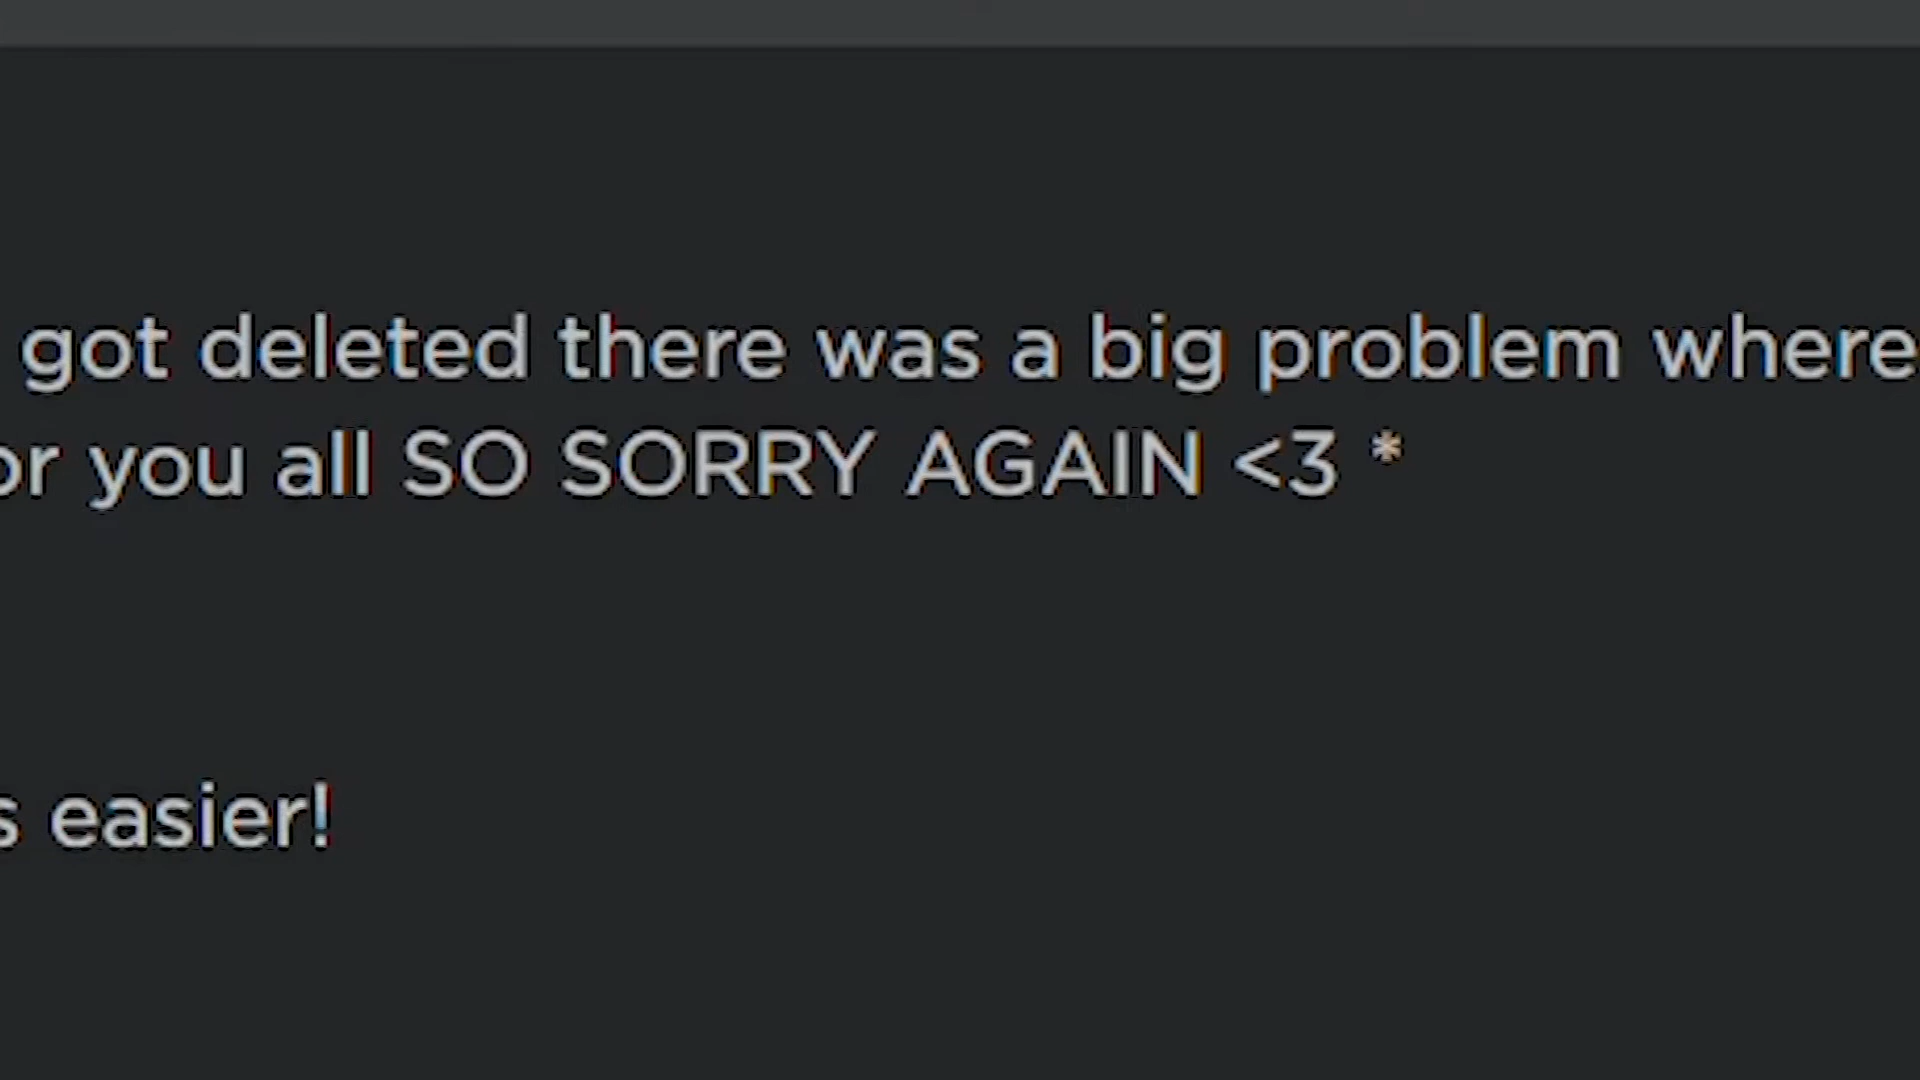 got deleted there was a big problem where
or you all SO SORRY AGAIN <3 *
s easier!